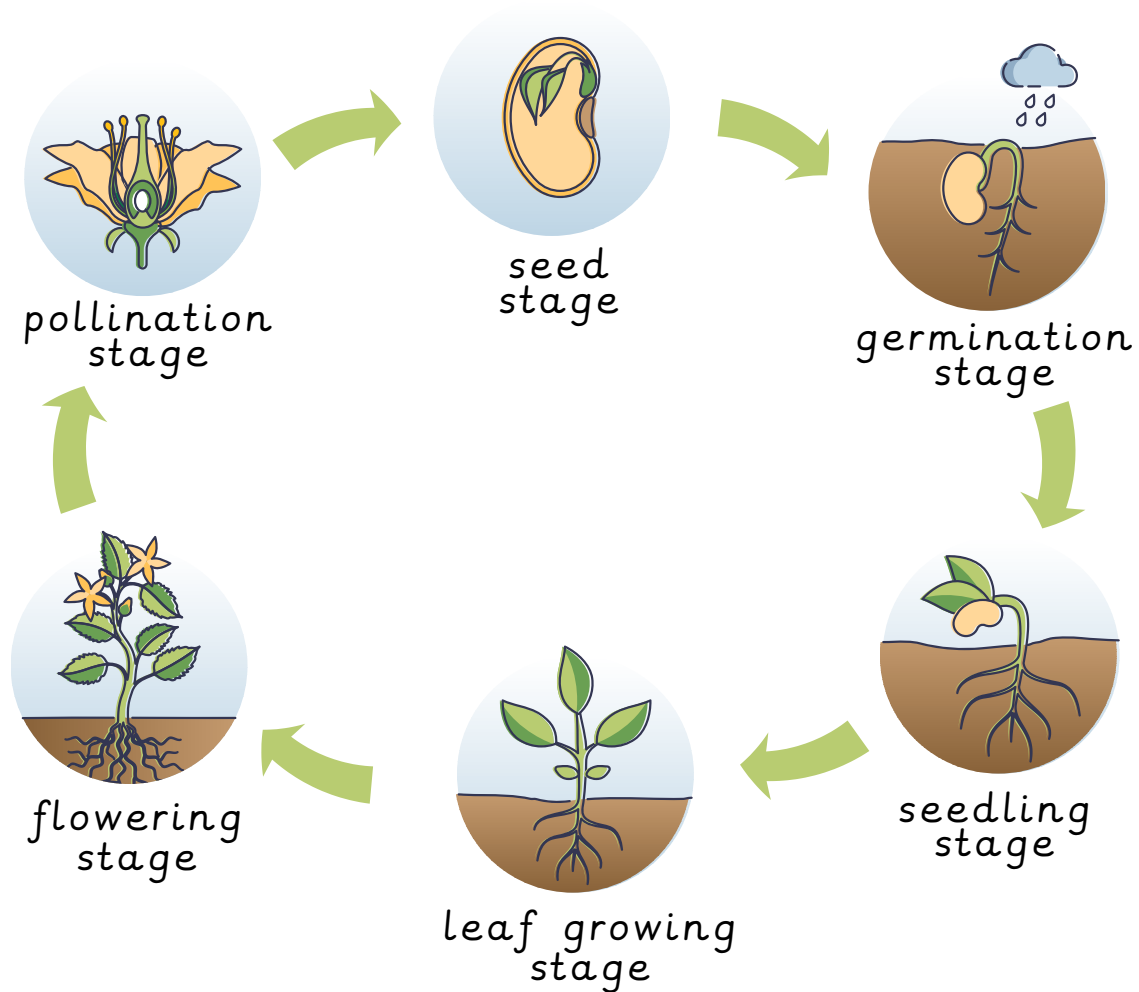 seed
stage
germination
stage
seedling
stage
leaf growing
stage
flowering
stage
pollination
stage